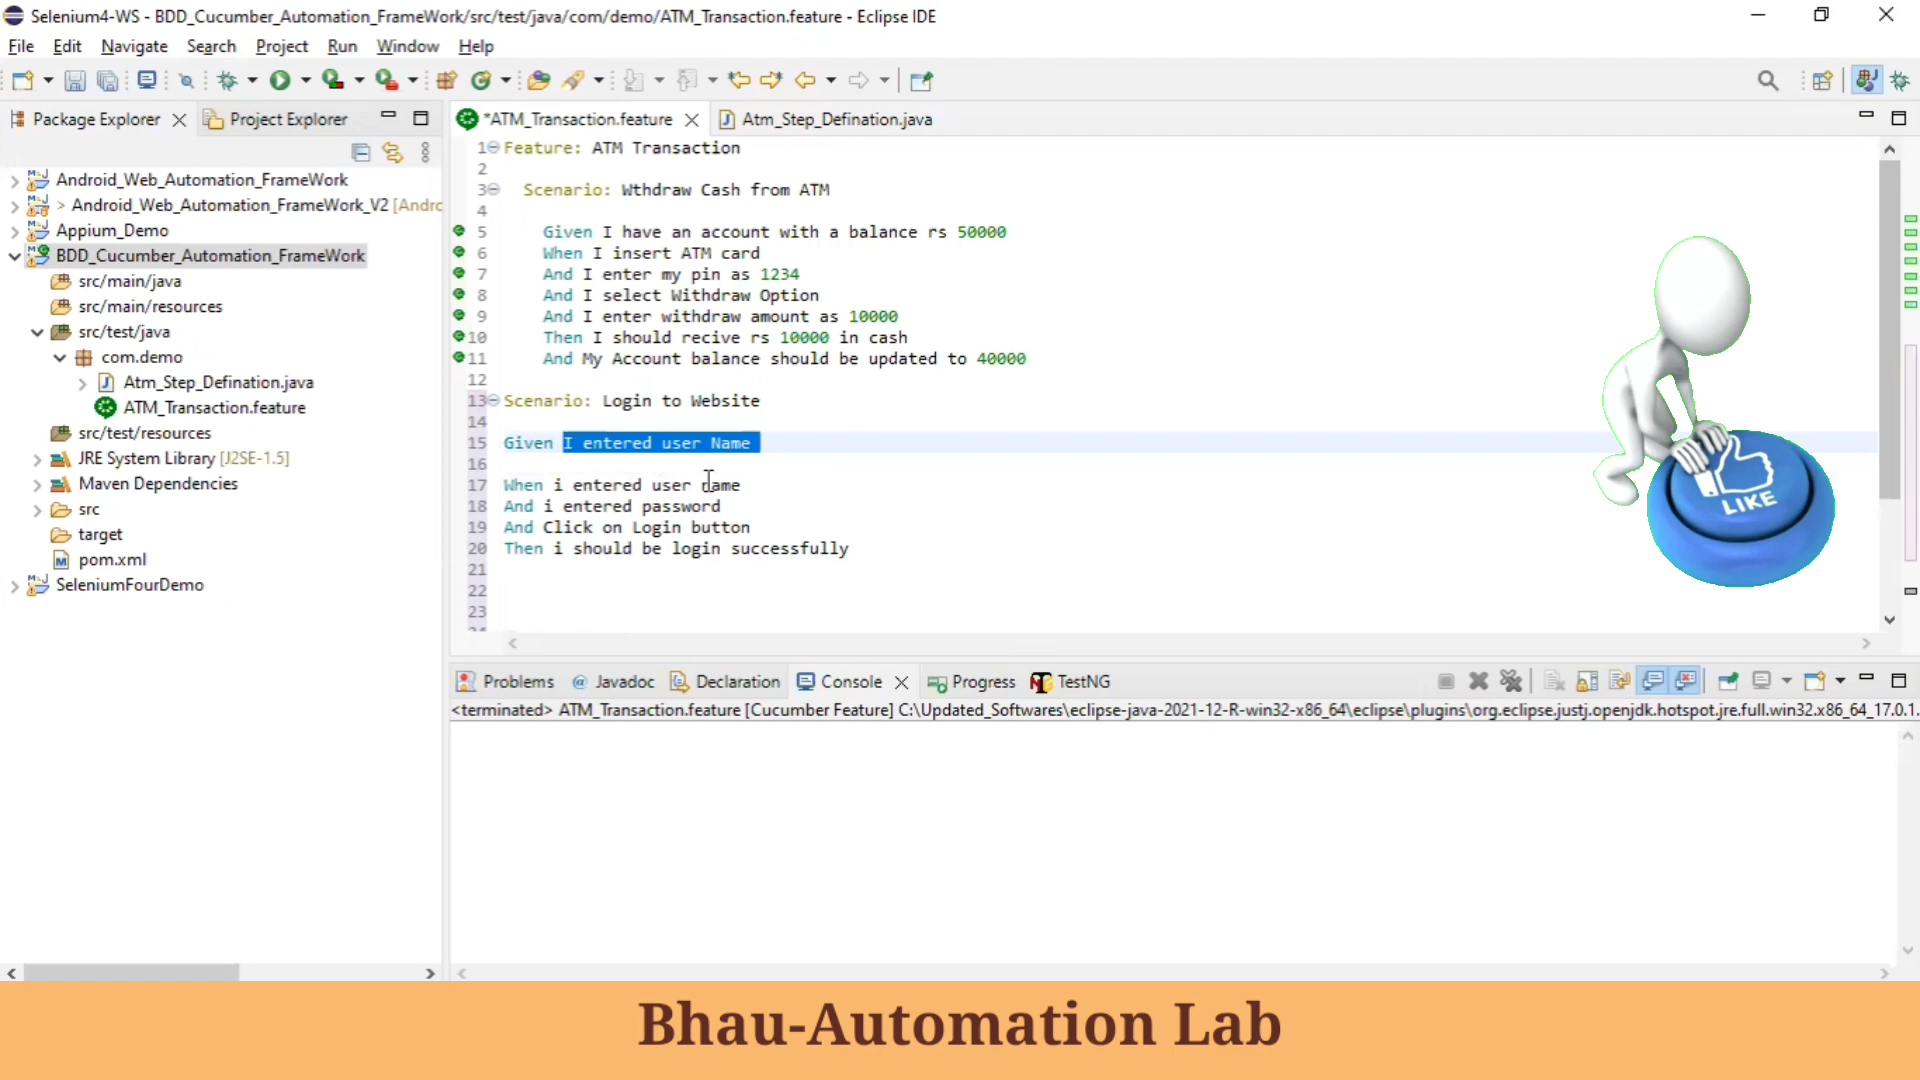 Selenium4-WS - BDD_Cucumber_Automation_FrameWork/src/test/java/com/demo/ATM_Transaction.feature - Eclipse IDE
File Edit Navigate Search Project Run Window Help
Package Explorer Project Explorer
*ATM_Transaction.feature Atm_Step_Defination.java
Android_Web_Automation_FrameWork
> Android_Web_Automation_FrameWork_V2 [Andro
Appium_Demo
BDD_Cucumber_Automation_FrameWork
src/main/java
src/main/resources
src/test/java
com.demo
Atm_Step_Defination.java
ATM_Transaction.feature
src/test/resources
JRE System Library [J2SE-1.5]
Maven Dependencies
src
target
pom.xml
SeleniumFourDemo
1 Feature: ATM Transaction
2
3 Scenario: Wthdraw Cash from ATM
4
5 Given I have an account with a balance rs 50000
6 When I insert ATM card
7 And I enter my pin as 1234
8 And I select Withdraw Option
9 And I enter withdraw amount as 10000
10 Then I should recive rs 10000 in cash
11 And My Account balance should be updated to 40000
12
13 Scenario: Login to Website
14
15 Given I entered user Name
16
17 When i entered user name
18 And i entered password
19 And Click on Login button
20 Then i should be login successfully
21
22
23
LIKE
Problems Javadoc Declaration Console Progress TestNG
<terminated> ATM_Transaction.feature [Cucumber Feature] C:\Updated_Softwares\eclipse-java-2021-12-R-win32-x86_64\eclipse\plugins\org.eclipse.justj.openjdk.hotspot.jre.full.win32.x86_64_17.0.1.
Bhau-Automation Lab